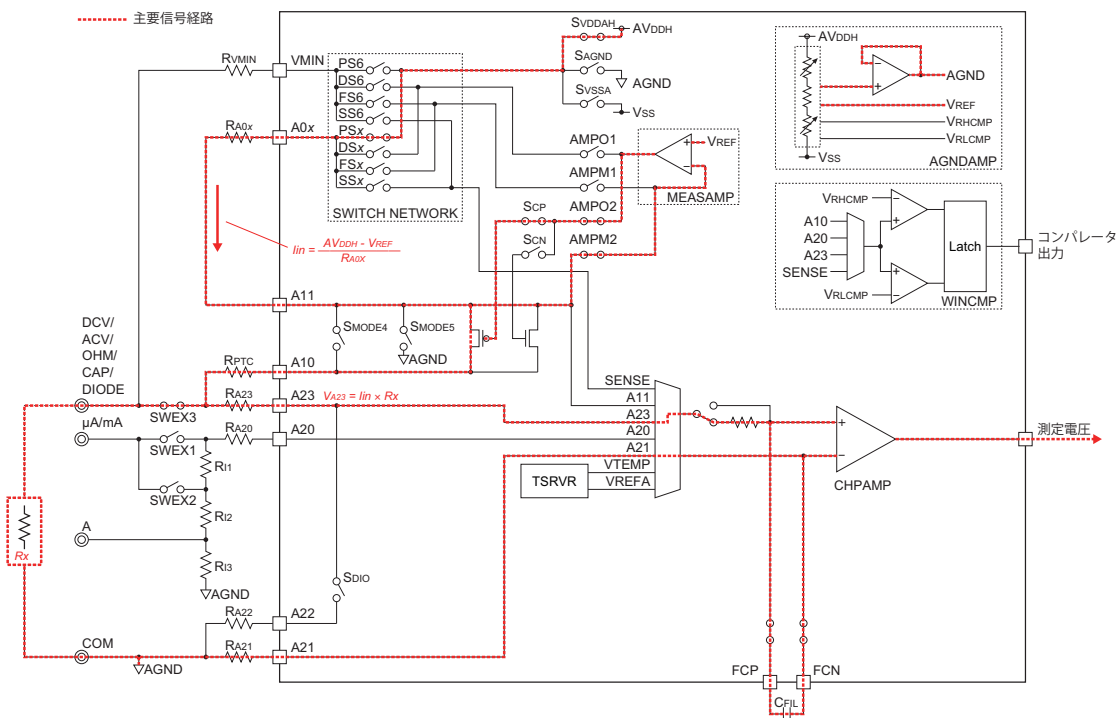 主要信号経路
RVMIN
VMIN
PS6
DS6
FS6
SS6
PSx
DSx
FSx
SSx
SWITCH NETWORK
RA0x
A0x
SVDDAH
AVDDH
SAGND
AGND
SVSSA
VSS
AMPO1
AMPM1
AMPO2
AMPM2
VREF
+
−
MEASAMP
SCP
SCN
AVDDH
−
+
AGND
VREF
VRHCMP
VRLCMP
VSS
AGNDAMP
VRHCMP
−
+
A10
A20
A23
SENSE
+
−
VRLCMP
Latch
WINCMP
コンパレータ
出力
Iin = AVDDH - VREF
RA0X
A11
SMODE4
SMODE5
AGND
DCV/
ACV/
OHM/
CAP/
DIODE
RPTC
A10
RA23
A23
VA23 = Iin × Rx
SWEX3
µA/mA
SWEX1
RA20
A20
RI1
SWEX2
RI2
A
RI3
AGND
Rx
SENSE
A11
A23
A20
A21
VTEMP
VREFA
TSRVR
+
−
CHPAMP
測定電圧
SDIO
RA22
A22
COM
AGND
RA21
A21
FCP
FCN
CFIL